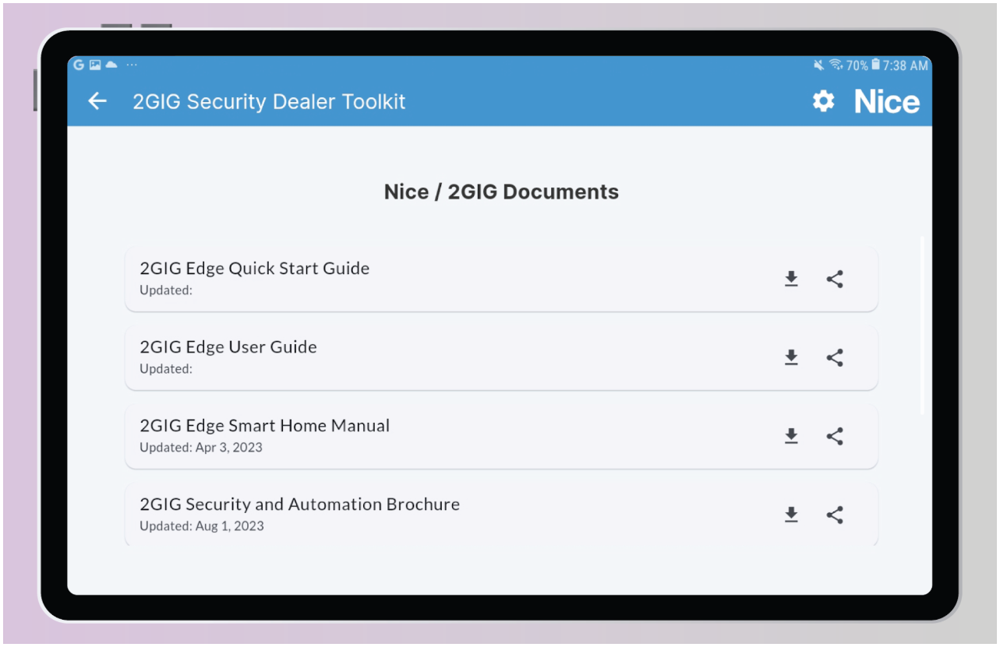 G ... 70% 7:38 AM
2GIG Security Dealer Toolkit Nice
Nice / 2GIG Documents
2GIG Edge Quick Start Guide
Updated:
2GIG Edge User Guide
Updated:
2GIG Edge Smart Home Manual
Updated: Apr 3, 2023
2GIG Security and Automation Brochure
Updated: Aug 1, 2023